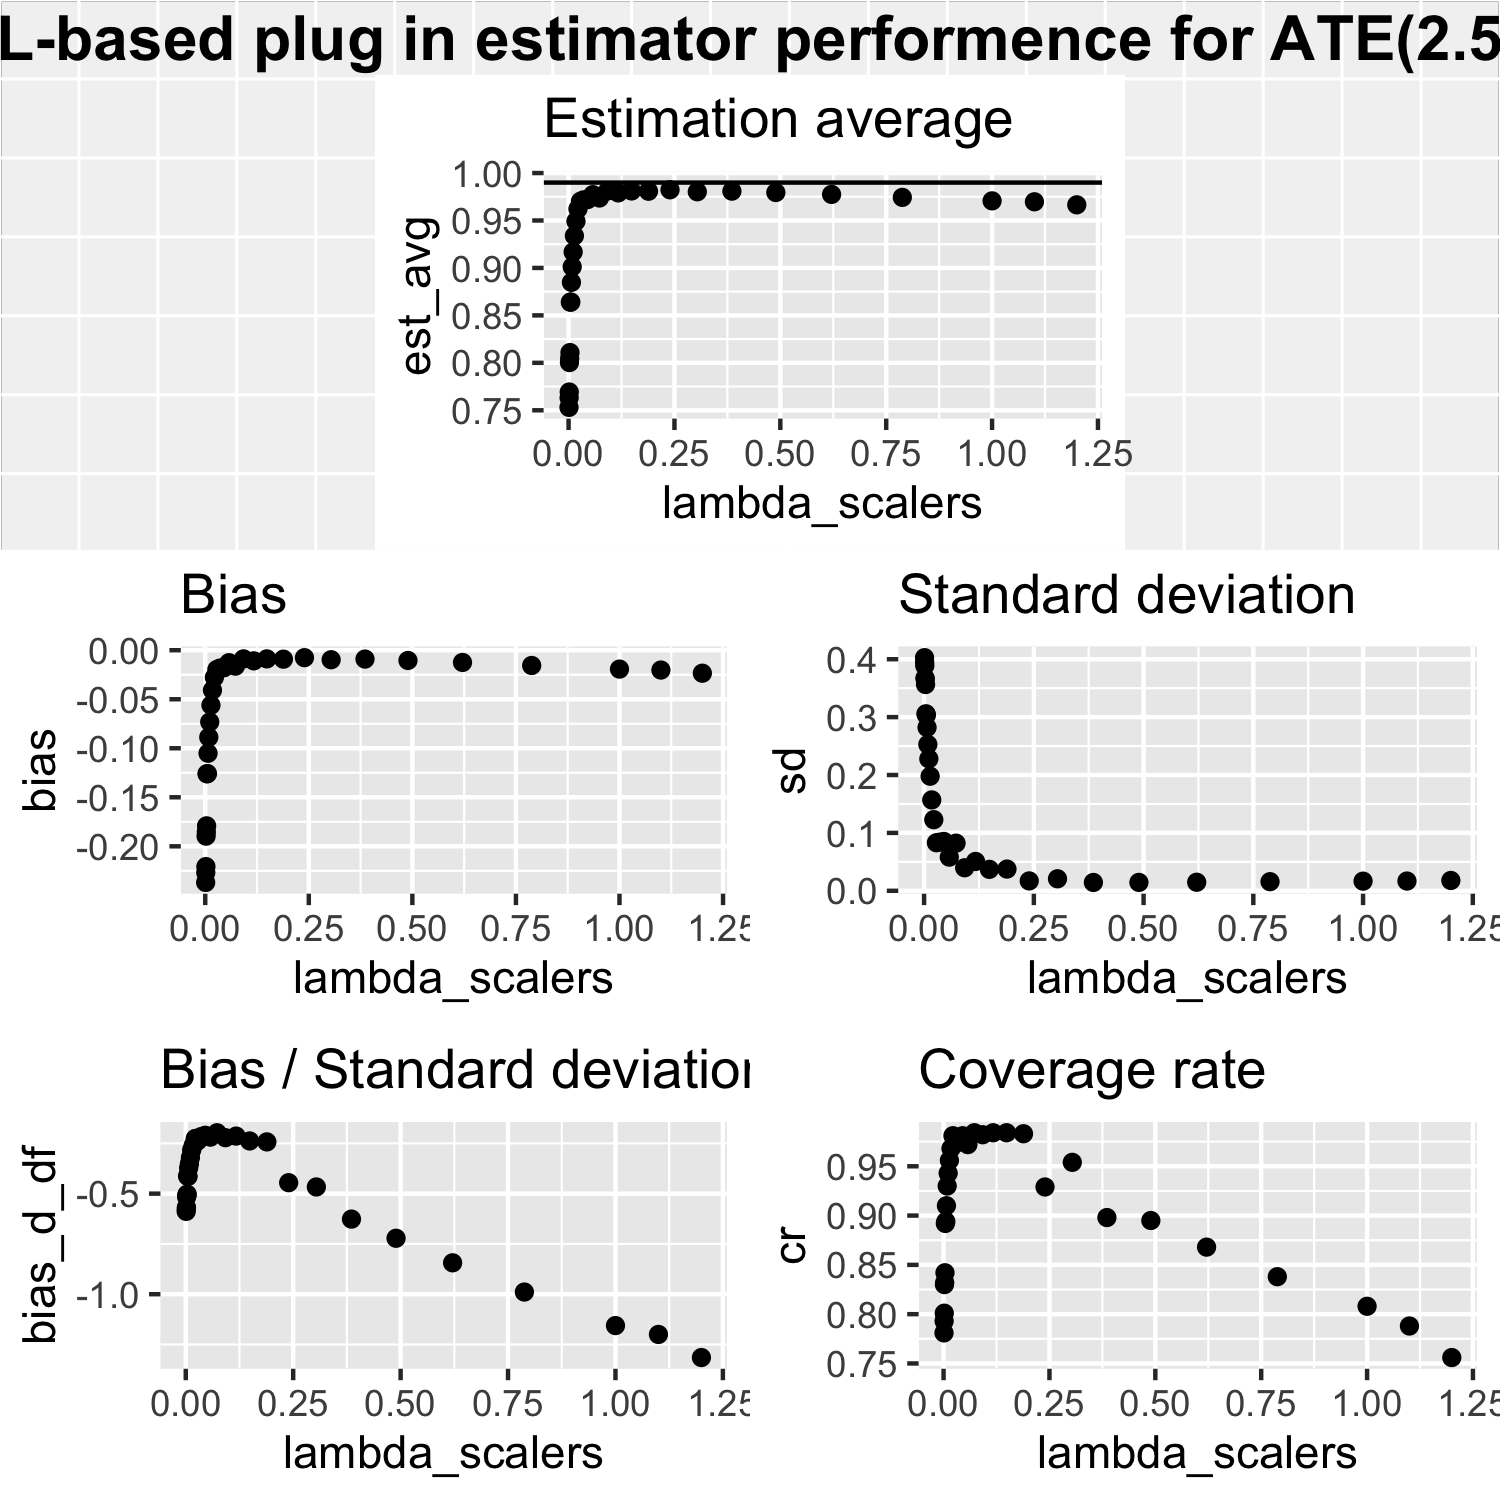 L-based plug in estimator performence for ATE(2.5
Estimation average
est_avg
1.00
0.95
0.90
0.85
0.80
0.75
0.00 0.25 0.50 0.75 1.00 1.25
lambda_scalers
Bias
bias
0.00
-0.05
-0.10
-0.15
-0.20
0.00 0.25 0.50 0.75 1.00 1.25
lambda_scalers
Standard deviation
sd
0.4
0.3
0.2
0.1
0.0
0.00 0.25 0.50 0.75 1.00 1.25
lambda_scalers
Bias / Standard deviation
bias_d_df
-0.5
-1.0
0.00 0.25 0.50 0.75 1.00 1.25
lambda_scalers
Coverage rate
cr
0.95
0.90
0.85
0.80
0.75
0.00 0.25 0.50 0.75 1.00 1.25
lambda_scalers